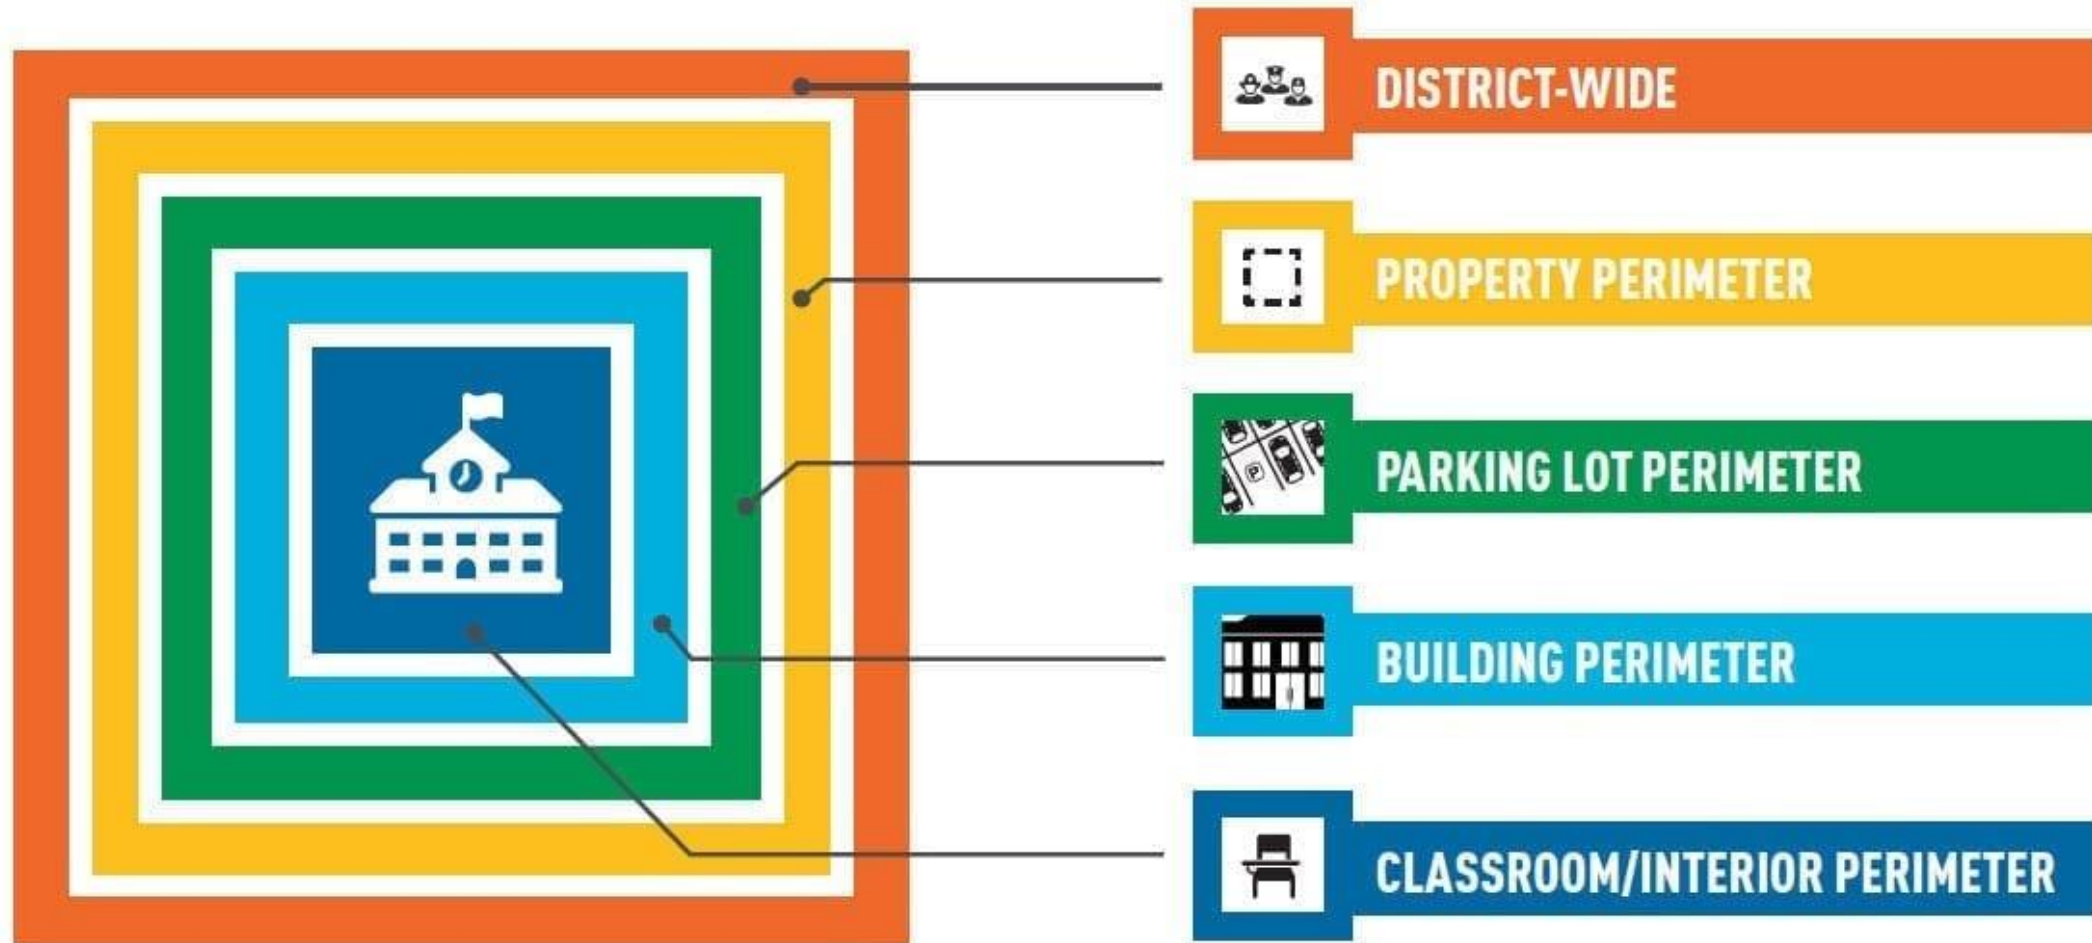 DISTRICT-WIDE
PROPERTY PERIMETER
PARKING LOT PERIMETER
P
BUILDING PERIMETER
CLASSROOM/INTERIOR PERIMETER